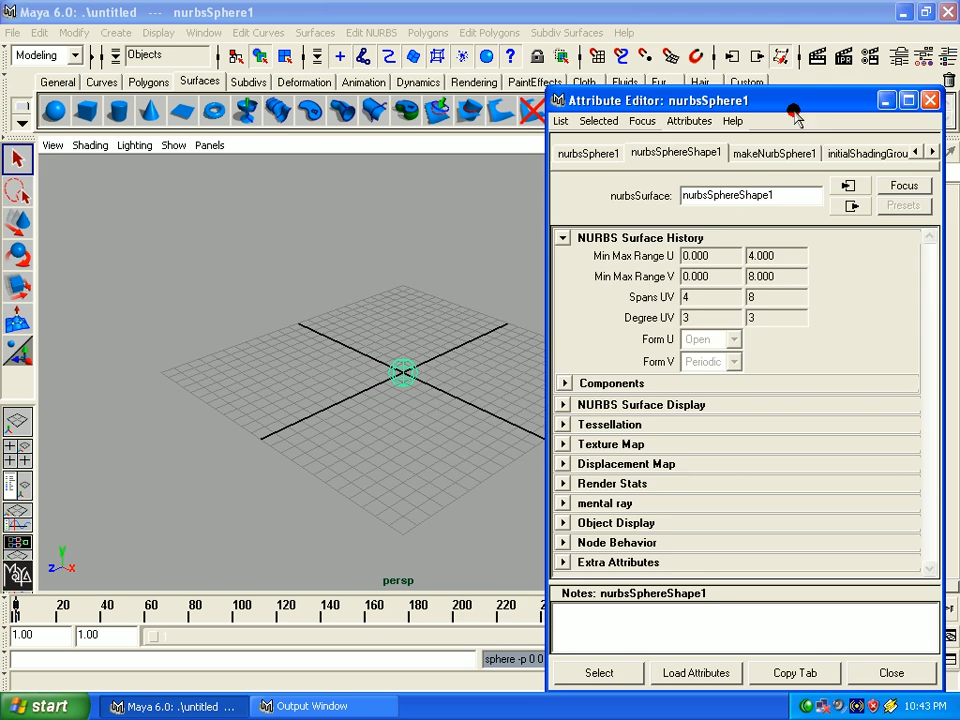 Maya 6.0: .\untitled --- nurbsSphere1
File Edit Modify Create Display Window Edit Curves Surfaces Edit NURBS Polygons Edit Polygons Subdiv Surfaces Help
Modeling Objects
General Curves Polygons Surfaces Subdivs Deformation Animation Dynamics Rendering PaintEffects Cloth Fluids Fur Hair Custom
View Shading Lighting Show Panels
Attribute Editor: nurbsSphere1
List Selected Focus Attributes Help
nurbsSphere1 nurbsSphereShape1 makeNurbSphere1 initialShadingGrou
nurbsSurface: nurbsSphereShape1 Focus
Presets
NURBS Surface History
Min Max Range U 0.000 4.000
Min Max Range V 0.000 8.000
Spans UV 4 8
Degree UV 3 3
Form U Open
Form V Periodic
Components
NURBS Surface Display
Tessellation
Texture Map
Displacement Map
Render Stats
mental ray
Object Display
Node Behavior
Extra Attributes
Notes: nurbsSphereShape1
Select Load Attributes Copy Tab Close
y
z x
persp
20 40 60 80 100 120 140 160 180 200 220
1.00 1.00
sphere -p 0 0
start Maya 6.0: .\untitled ... Output Window 10:43 PM